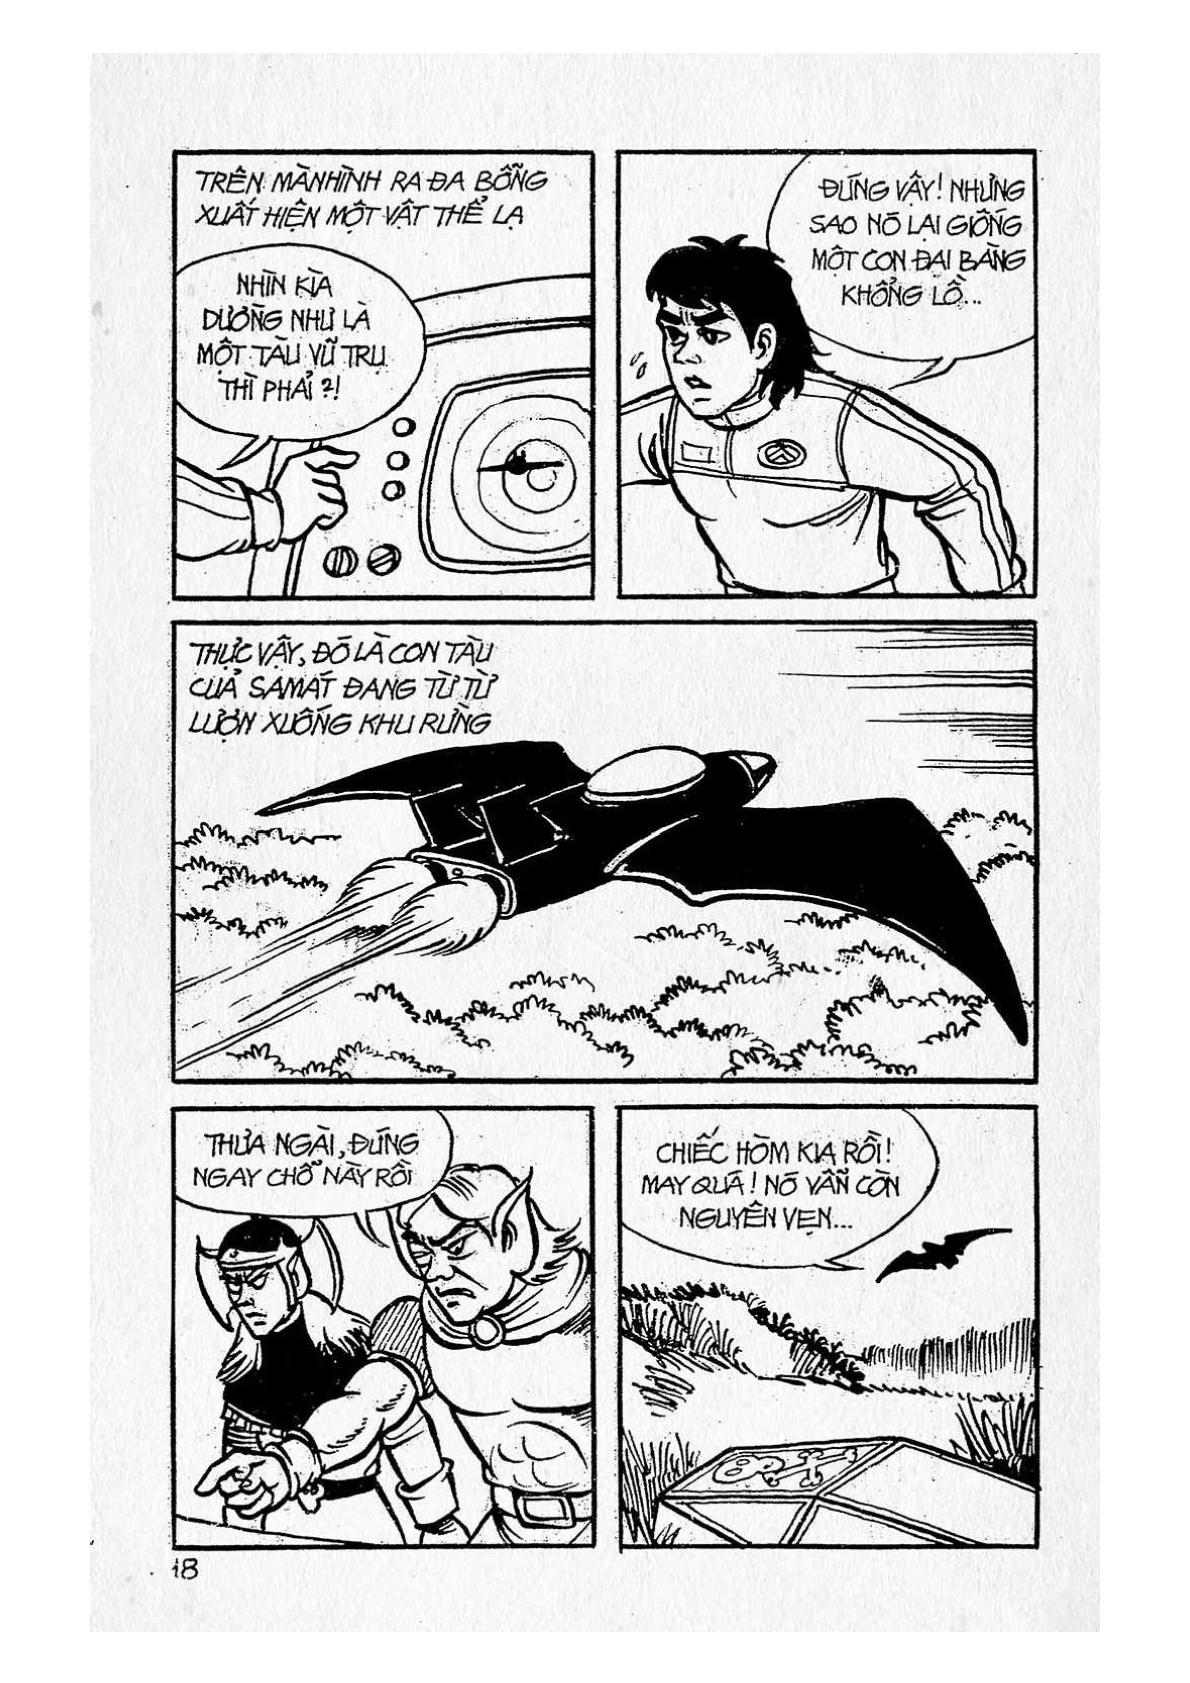 TRÊN MÀNHÌNH RA ĐA BỖNG
XUẤT HIỆN MỘT VẬT THỂ LẠ
NHÌN KÌA
DƯỜNG NHƯ LÀ
MỘT TÀU VŨ TRỤ
THÌ PHẢI ?!
ĐÚNG VẬY! NHƯNG
SAO NÓ LẠI GIỐNG
MỘT CON ĐẠI BÀNG
KHỔNG LỒ...
THỰC VẬY, ĐÓ LÀ CON TÀU
CUẢ SAMÁT ĐANG TỪ TỪ
LƯỢN XUỐNG KHU RỪNG
THƯA NGÀI, ĐÚNG
NGAY CHỖ NÀY RỒI
CHIẾC HÒM KIA RỒI!
MAY QUÁ! NÓ VẪN CÒN
NGUYÊN VẸN...
18